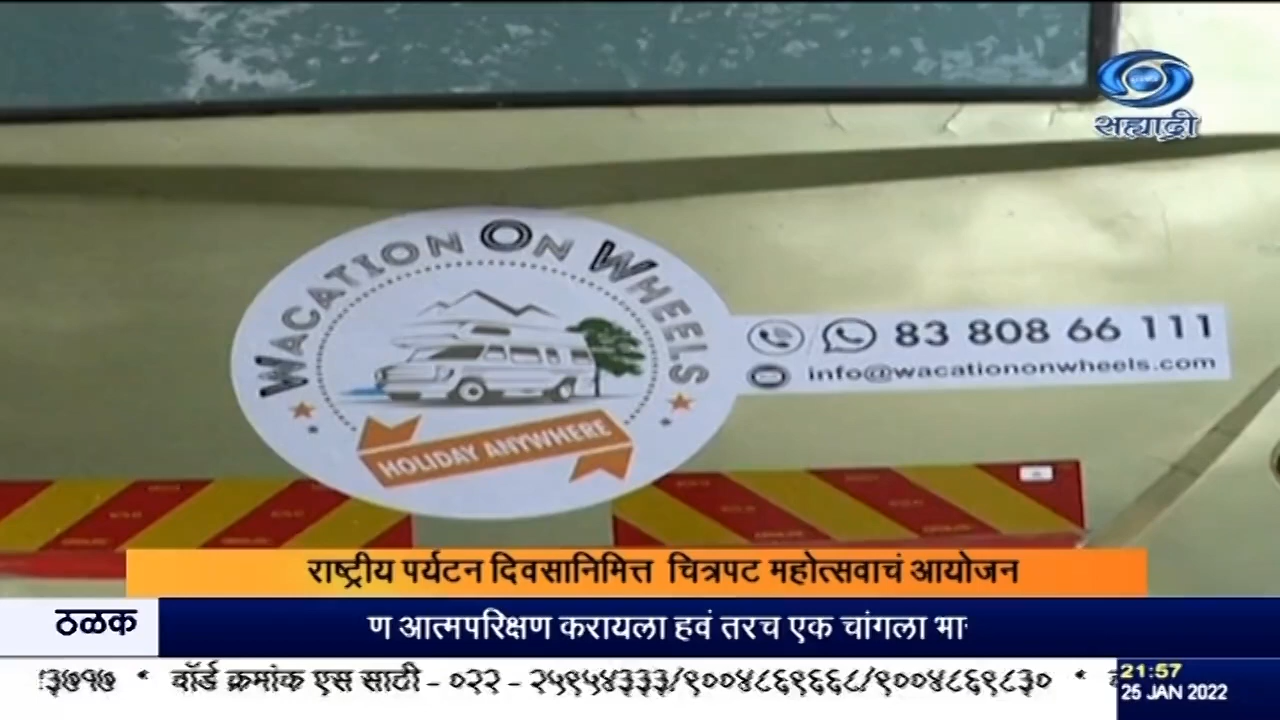 सह्याद्री
WACATION ON WHEELS
83 808 66 111
info@wacationonwheels.com
HOLIDAY ANYWHERE
राष्ट्रीय पर्यटन दिवसानिमित्त चित्रपट महोत्सवाचं आयोजन
ठळक
ण आत्मपरिक्षण करायला हवं तरच एक चांगला
३७१७ * वॉर्ड क्रमांक एस साठी - ०२२ - २५९५४३३३/९००४८६९६६८/९००४८६९८३० *
21:57
25 JAN 2022